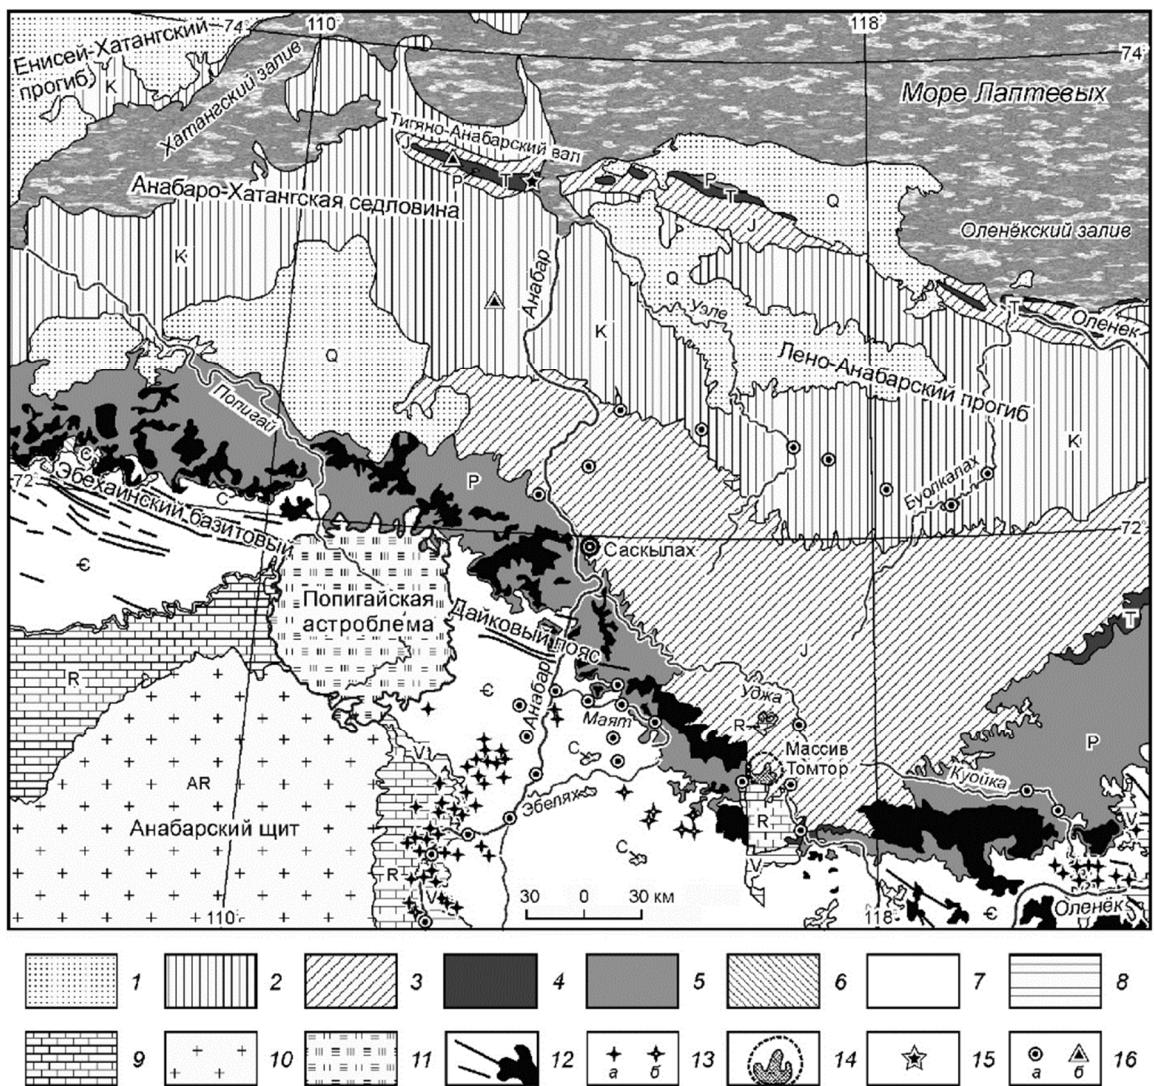 74°
110°
118°
74°
Енисей-Хатангский
прогиб
K
Хатангский залив
Море Лаптевых
Тигяно-Анабарский вал
J
P
T
P
T
Q
J
Анабаро-Хатангская седловина
Оленёкский залив
K
Анабар
Q
K
Уэле
T
Оленек
Q
Лено-Анабарский прогиб
K
Попигай
C
72°
Эбехаинский базитовый
C
P
Буолкалах
72°
Саскылах
Є
Попигайская
астроблема
Дайковый пояс
T
J
R
Є
Анабар
Маят
Уджа
R
P
V
C
Массив
Томтор
Куойка
AR
Эбелях
Анабарский щит
R
V
C
V
R
V
30 0 30 км
110°
118°
Є
Оленёк
1 2 3 4 5 6 7 8
9 10 11 12 а б 13 14 15 а б 16